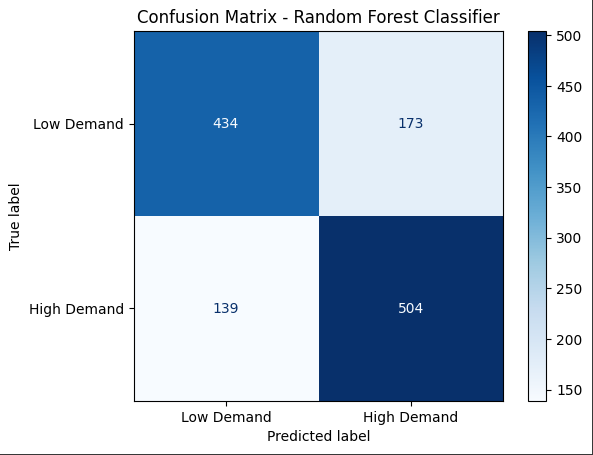 Confusion Matrix - Random Forest Classifier
Low Demand
434
173
High Demand
139
504
Low Demand
High Demand
Predicted label
True label
500
450
400
350
300
250
200
150